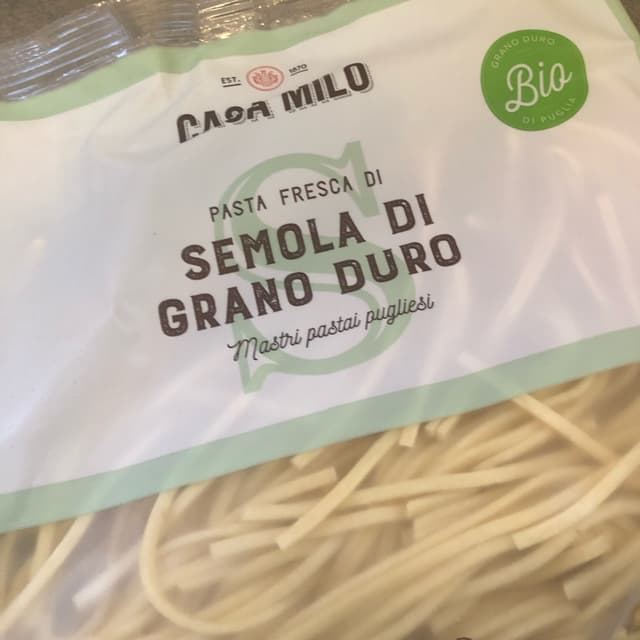 EST. 1870
CASA MILO
GRANO DURO
Bio
DI PUGLIA
S
PASTA FRESCA DI
SEMOLA DI
GRANO DURO
Mastri pastai pugliesi